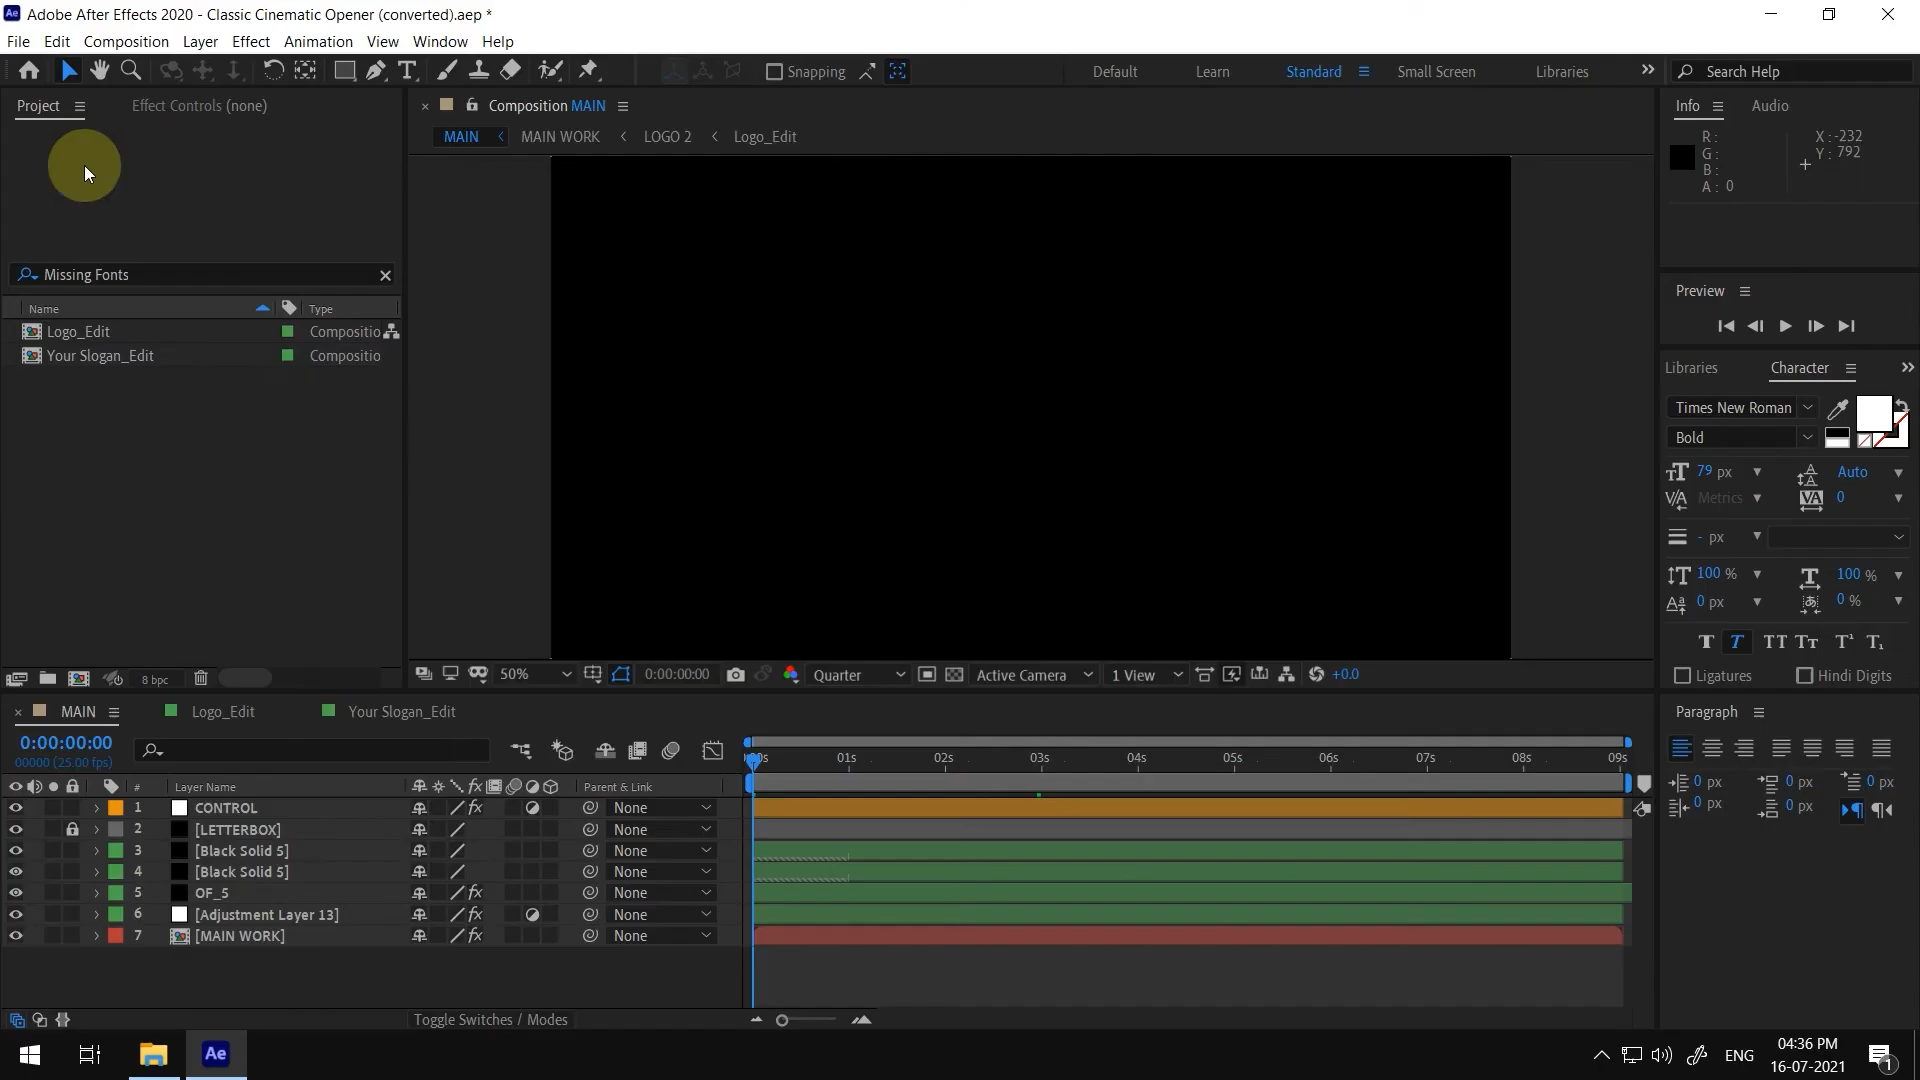 Adobe After Effects 2020 - Classic Cinematic Opener (converted).aep *
File Edit Composition Layer Effect Animation View Window Help
Snapping Default Learn Standard Small Screen Libraries Search Help
Project Effect Controls (none)
Composition MAIN
MAIN MAIN WORK LOGO 2 Logo_Edit
Info Audio
R :
G :
B :
A : 0
X : -232
Y : 792
Missing Fonts
Name Type
Logo_Edit Compositio
Your Slogan_Edit Compositio
Preview
Libraries Character
Times New Roman
Bold
79 px Auto
Metrics 0
- px
100 % 100 %
0 px 0 %
T T TT Tт T¹ T₁
Ligatures Hindi Digits
8 bpc
50% 0:00:00:00 Quarter Active Camera 1 View +0.0
MAIN Logo_Edit Your Slogan_Edit
0:00:00:00
00000 (25.00 fps)
01s 02s 03s 04s 05s 06s 07s 08s 09s
# Layer Name Parent & Link
1 CONTROL None
2 [LETTERBOX] None
3 [Black Solid 5] None
4 [Black Solid 5] None
5 OF_5 None
6 [Adjustment Layer 13] None
7 [MAIN WORK] None
Toggle Switches / Modes
Paragraph
0 px 0 px 0 px
0 px 0 px
Ae
ENG
04:36 PM
16-07-2021
1